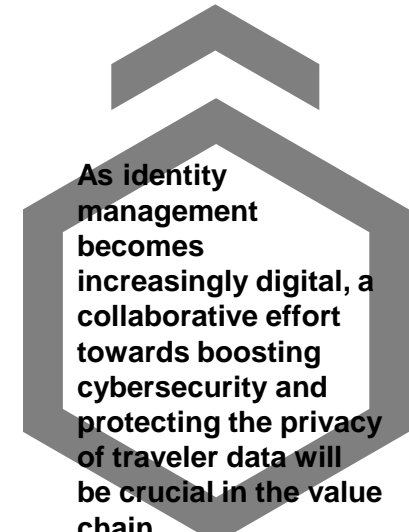 As identity
management
becomes
increasingly digital, a
collaborative effort
towards boosting
cybersecurity and
protecting the privacy
of traveler data will
be crucial in the value
chain